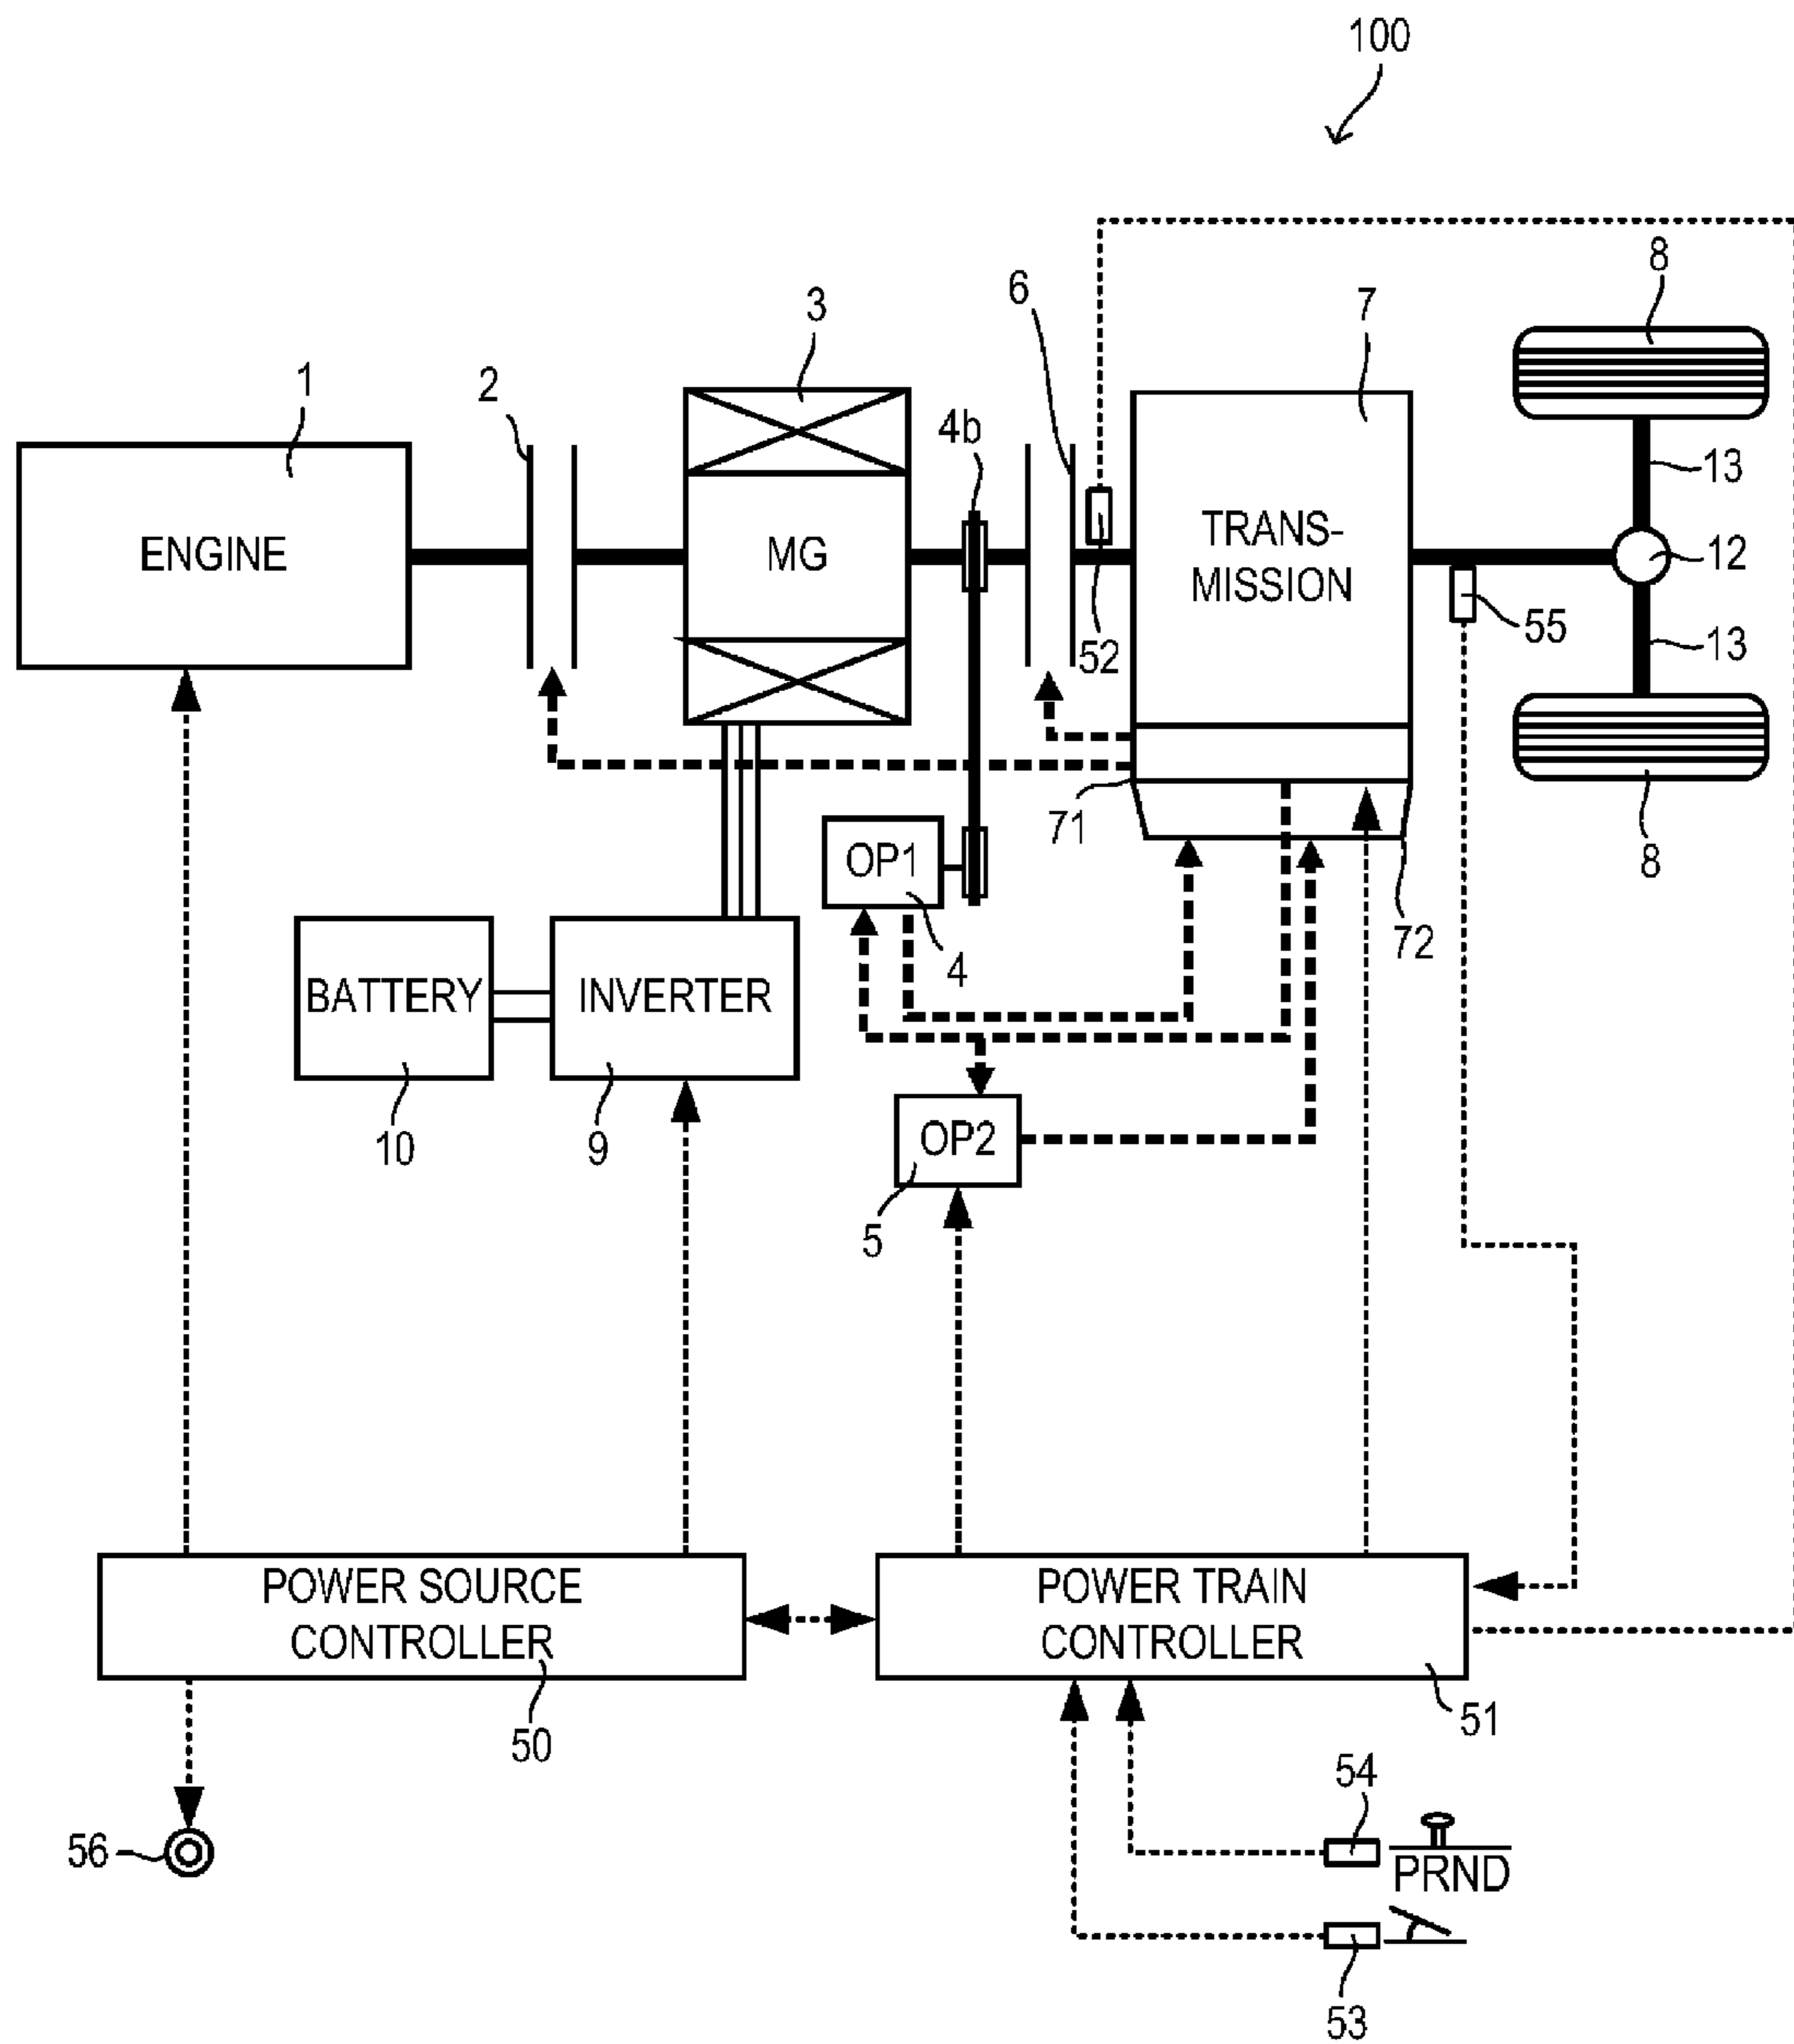 100
8
3
6
7
1
2
4b
13
ENGINE
MG
TRANS-
MISSION
12
52
55
13
71
OP1
8
4
72
BATTERY
INVERTER
10
9
OP2
5
POWER SOURCE
CONTROLLER
POWER TRAIN
CONTROLLER
50
51
54
56
PRND
53